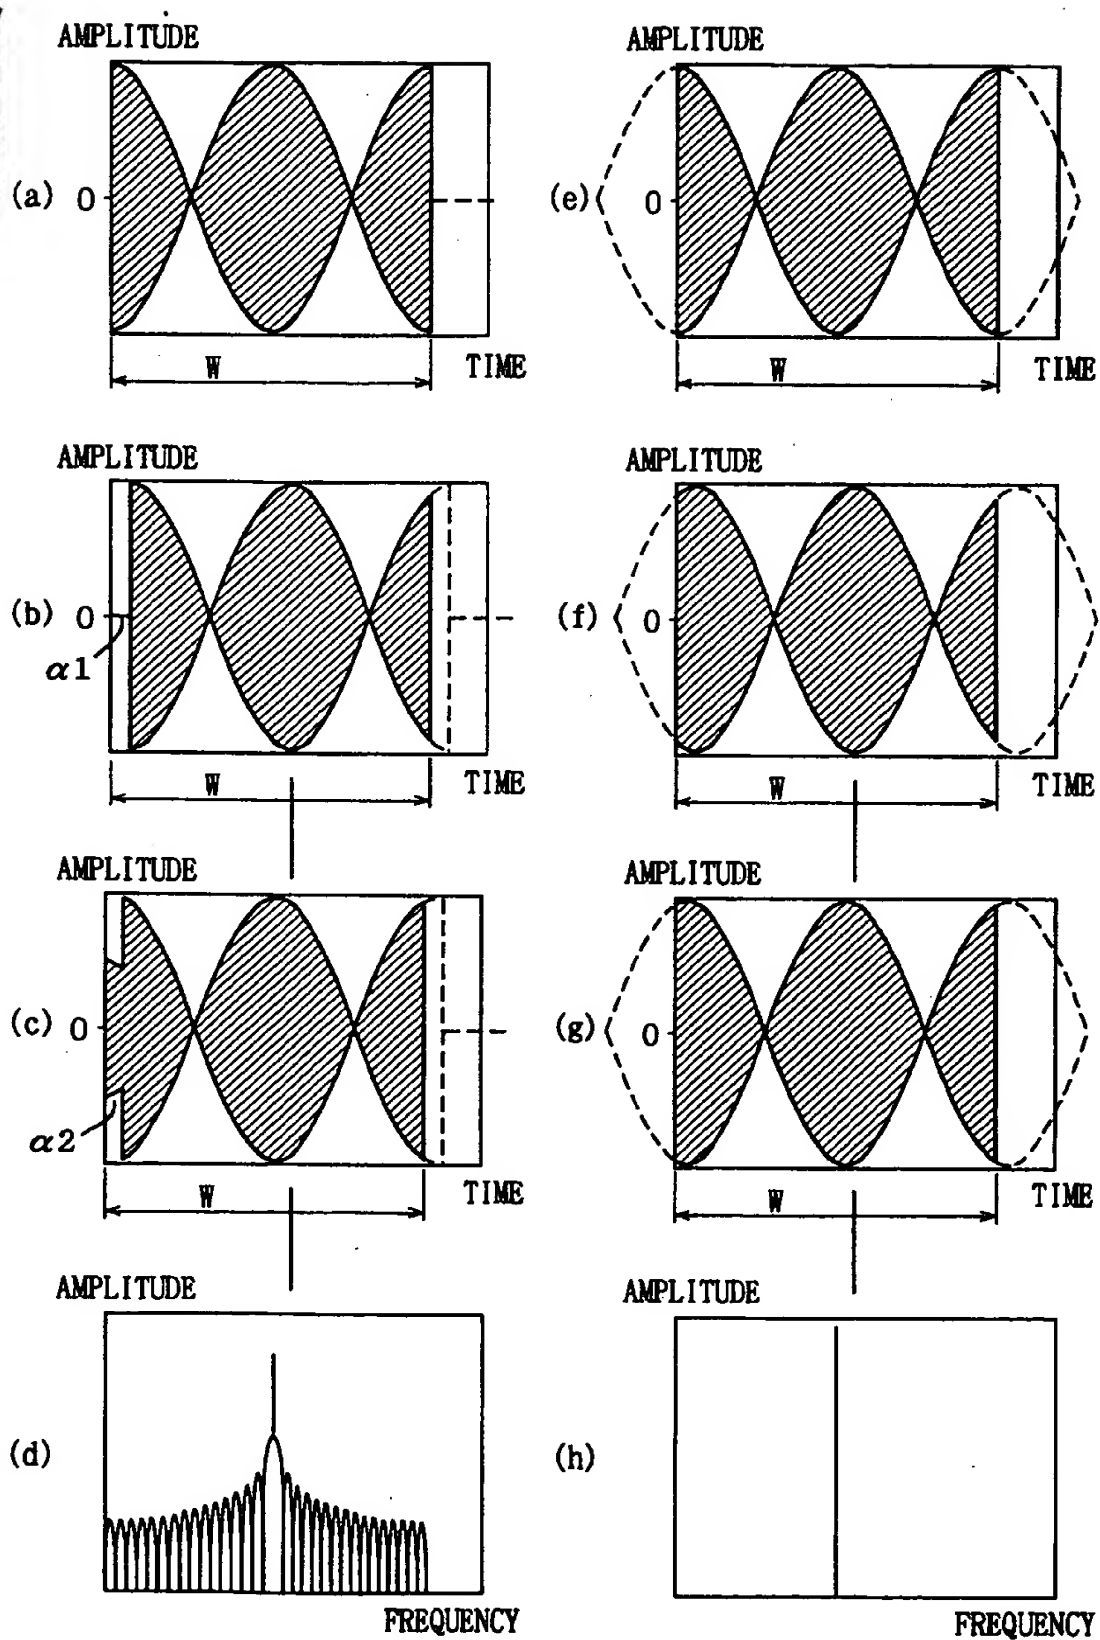 AMPLITUDE
(a) 0
W
TIME
AMPLITUDE
(b) 0
α1
W
TIME
AMPLITUDE
(c) 0
α2
W
TIME
AMPLITUDE
(d)
FREQUENCY
AMPLITUDE
(e) 0
W
TIME
AMPLITUDE
(f) 0
W
TIME
AMPLITUDE
(g) 0
W
TIME
AMPLITUDE
(h)
FREQUENCY